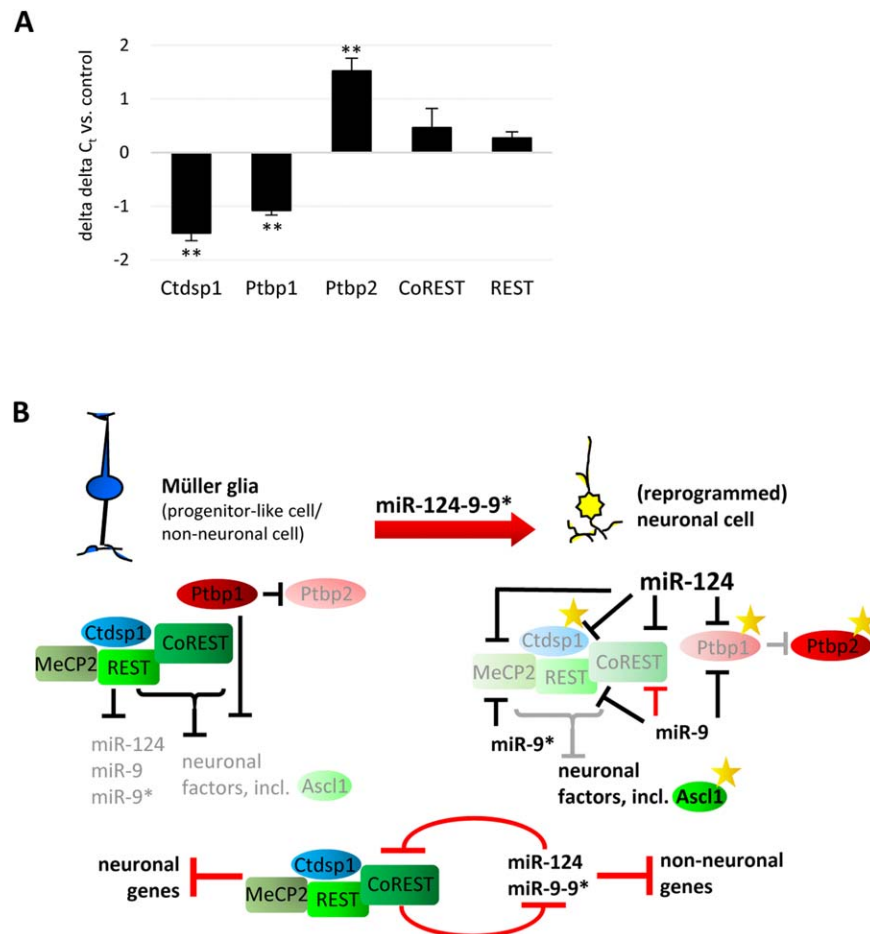 A
delta delta Ct vs. control
2
1
0
-1
-2
**
**
**
Ctdsp1
Ptbp1
Ptbp2
CoREST
REST
B
Müller glia
(progenitor-like cell/
non-neuronal cell)
miR-124-9-9*
(reprogrammed)
neuronal cell
Ptbp1
Ptbp2
Ctdsp1
CoREST
MeCP2
REST
miR-124
miR-9
miR-9*
neuronal
factors, incl.
Ascl1
miR-124
Ctdsp1
CoREST
MeCP2
REST
Ptbp1
Ptbp2
miR-9*
miR-9
neuronal
factors, incl.
Ascl1
neuronal
genes
Ctdsp1
CoREST
MeCP2
REST
miR-124
miR-9-9*
non-neuronal
genes